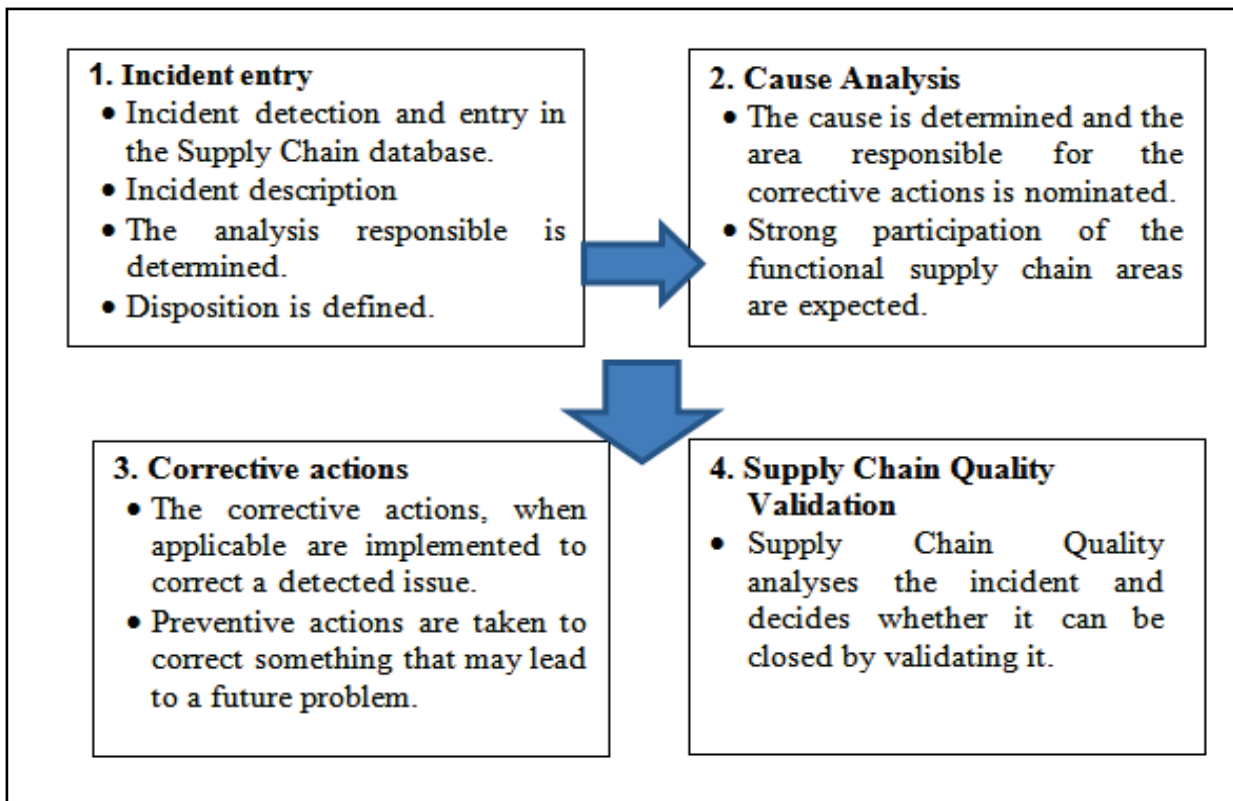 1. Incident entry
• Incident detection and entry in
the Supply Chain database.
• Incident description
• The analysis responsible is
determined.
• Disposition is defined.
2. Cause Analysis
• The cause is determined and the
area responsible for the
corrective actions is nominated.
• Strong participation of the
functional supply chain areas
are expected.
3. Corrective actions
• The corrective actions, when
applicable are implemented to
correct a detected issue.
• Preventive actions are taken to
correct something that may lead
to a future problem.
4. Supply Chain Quality
Validation
• Supply Chain Quality
analyses the incident and
decides whether it can be
closed by validating it.